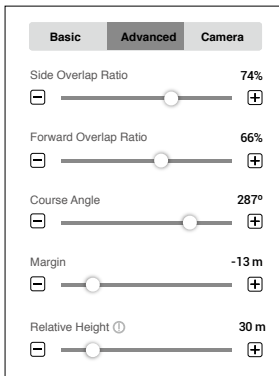 Basic Advanced Camera
Side Overlap Ratio 74%
Forward Overlap Ratio 66%
Course Angle 287º
Margin -13 m
Relative Height 30 m